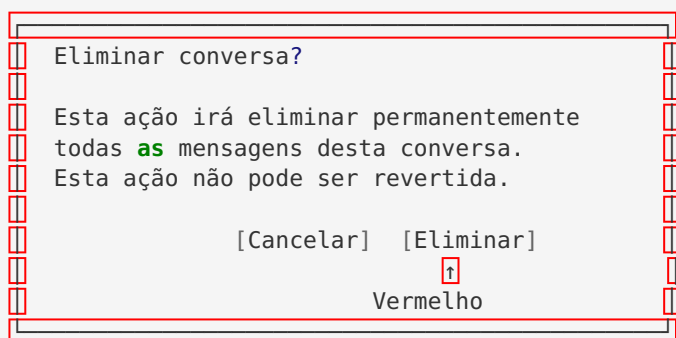 Eliminar conversa?
Esta ação irá eliminar permanentemente
todas as mensagens desta conversa.
Esta ação não pode ser revertida.
[Cancelar] [Eliminar]
↑
Vermelho